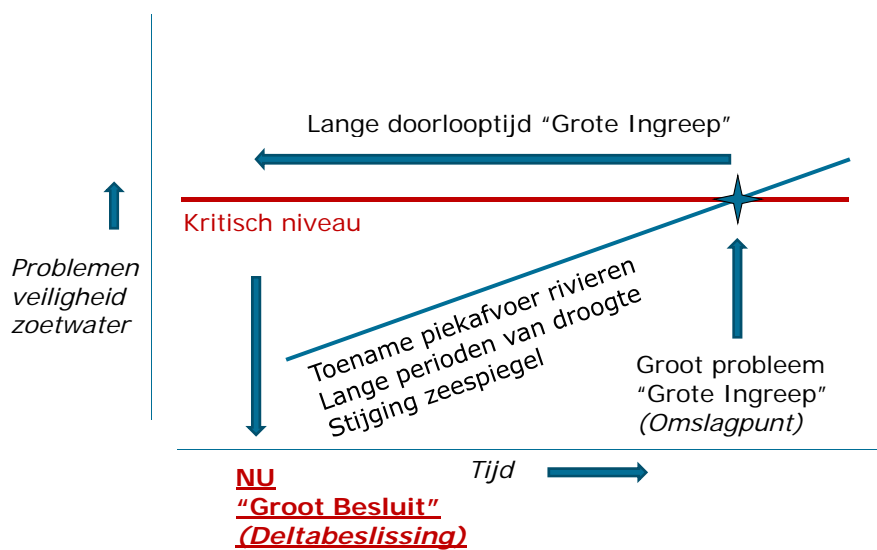 Lange doorlooptijd “Grote Ingreep”
Kritisch niveau
Problemen
veiligheid
zoetwater
Toename piekafvoer rivieren
Lange perioden van droogte
Stijging zeespiegel
Groot probleem
“Grote Ingreep”
(Omslagpunt)
Tijd
NU
“Groot Besluit”
(Deltabeslissing)